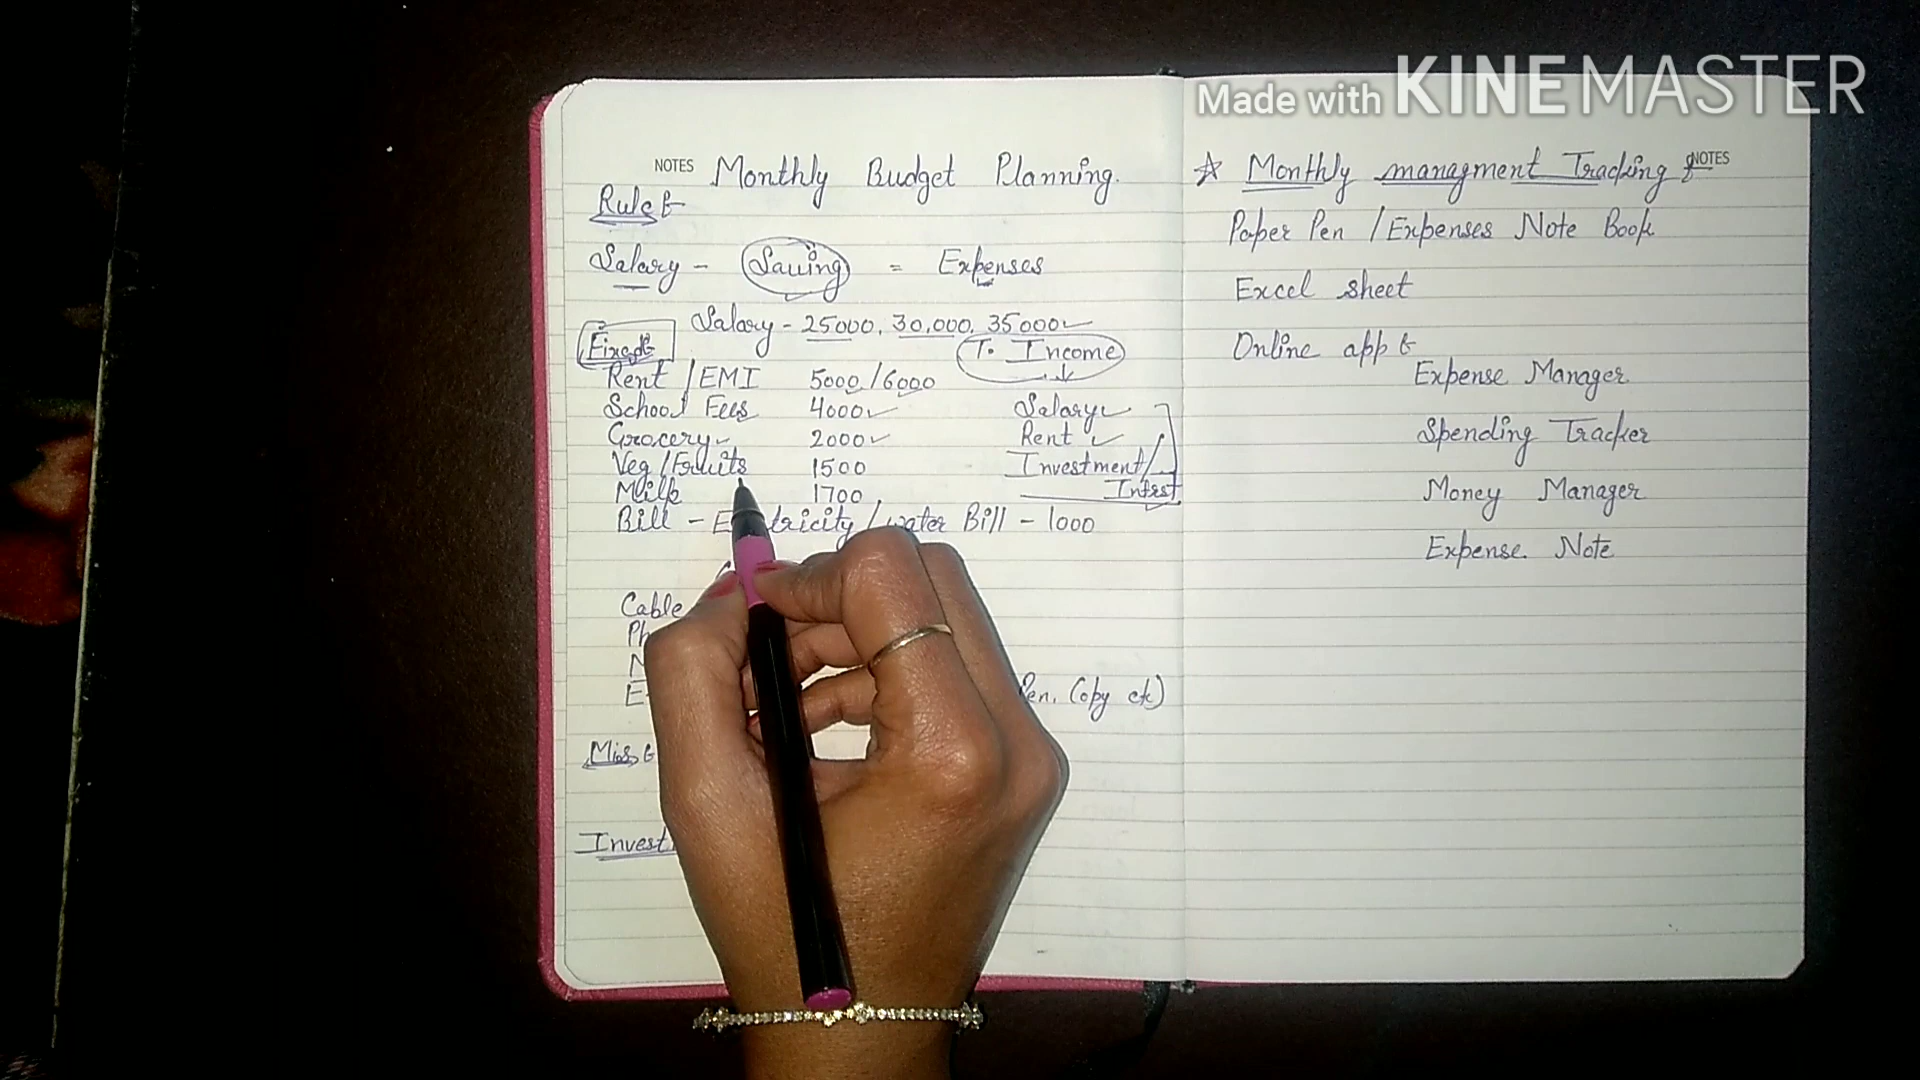 Made with KINEMASTER
NOTES Monthly Budget Planning.
Rule :-
Salary - Saving = Expenses
Salary - 25000, 30,000, 35000
Fixed :-
T. Income
Rent / EMI 5000/6000
School Fees 4000 Salary
Grocery 2000 Rent
Veg / Fruits 1500 Investment/
Milk 1700 Intrst
Bill - tricity / water Bill - 1000
Cable
Pen, Copy etc)
Mis :-
Invest
NOTES
☆ Monthly managment Tracking :-
Paper Pen / Expenses Note Book
Excel sheet
Online app :-
Expense Manager
Spending Tracker
Money Manager
Expense Note